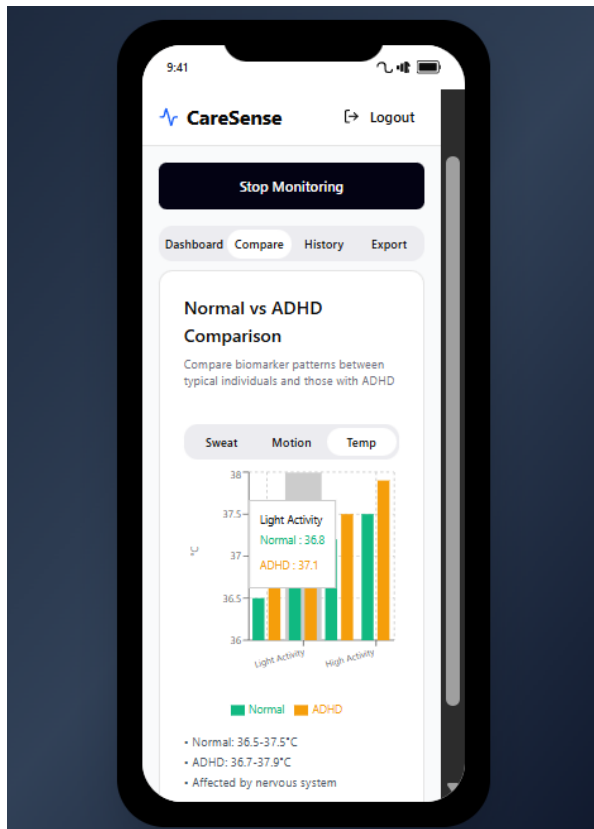 9:41
CareSense
Logout
Stop Monitoring
Dashboard Compare History Export
Normal vs ADHD
Comparison
Compare biomarker patterns between
typical individuals and those with ADHD
Sweat Motion Temp
38
37.5
37
36.5
36
°C
Light Activity
Normal : 36.8
ADHD : 37.1
Light Activity
High Activity
Normal ADHD
• Normal: 36.5-37.5°C
• ADHD: 36.7-37.9°C
• Affected by nervous system